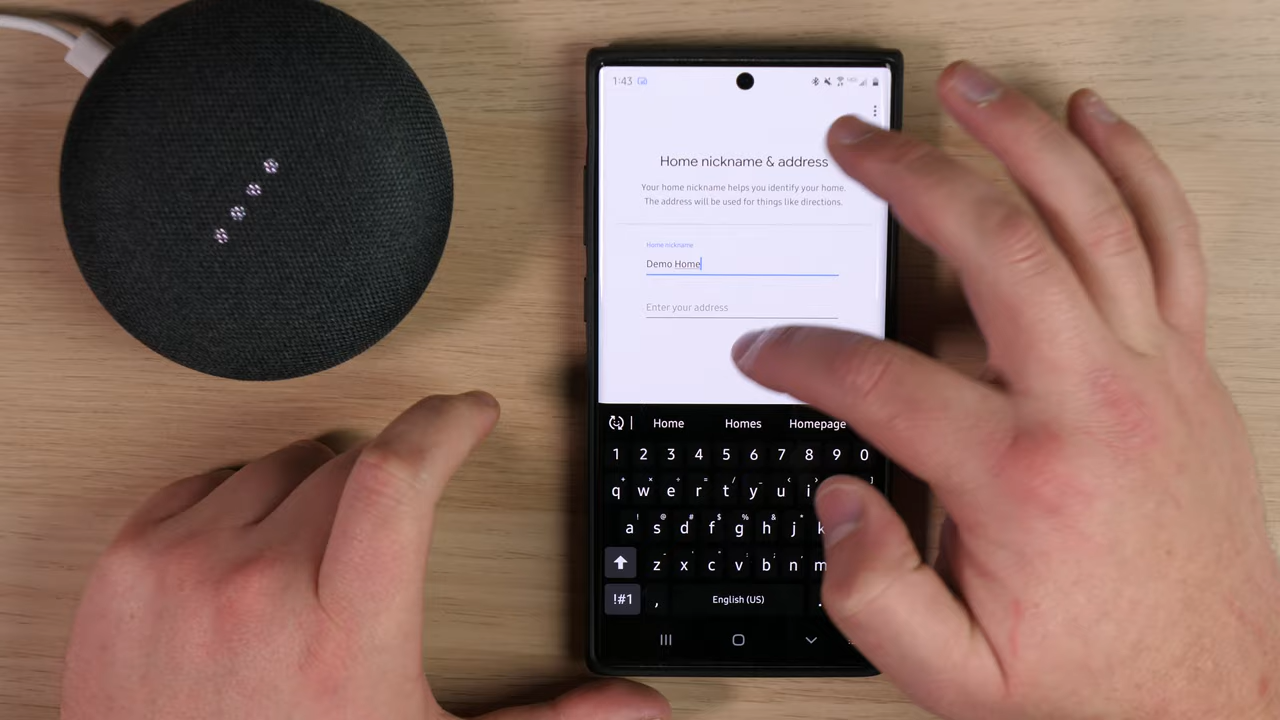 1:43
Home nickname & address
Your home nickname helps you identify your home.
The address will be used for things like directions.
Home nickname
Demo Home
Enter your address
Home Homes Homepage
1 2 3 4 5 6 7 8 9 0
q w e r t y u i
a s d f g h j k
z x c v b n m
!#1 , English (US) .